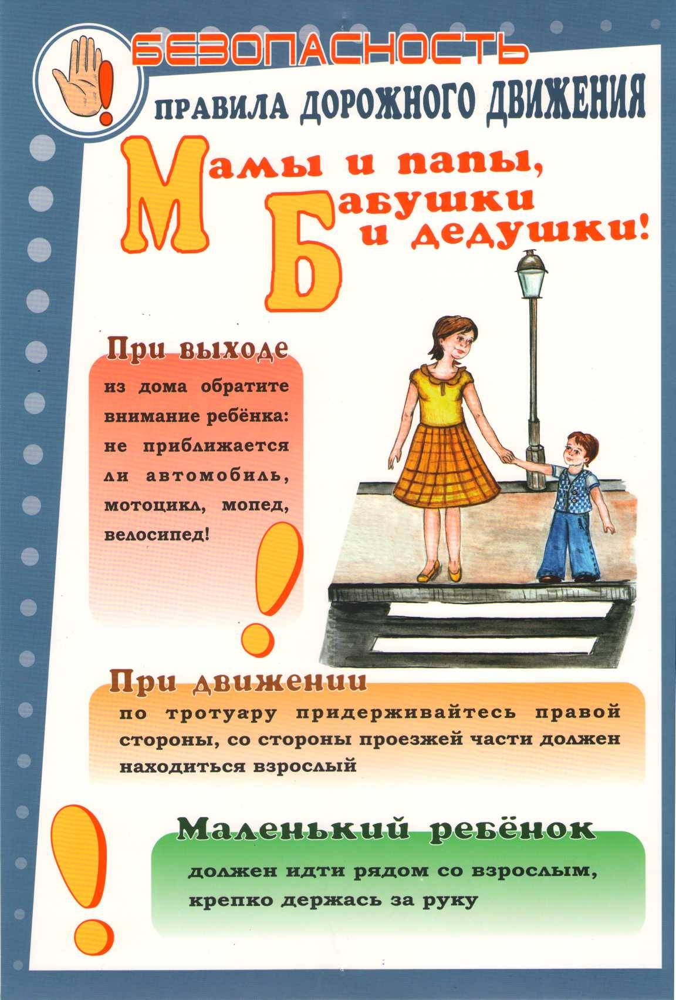 БЕЗОПАСНОСТЬ
ПРАВИЛА ДОРОЖНОГО ДВИЖЕНИЯ
Мамы и папы,
Бабушки
и дедушки!
При выходе
из дома обратите
внимание ребёнка:
не приближается
ли автомобиль,
мотоцикл, мопед,
велосипед!
При движении
по тротуару придерживайтесь правой
стороны, со стороны проезжей части должен
находиться взрослый
Маленький ребёнок
должен идти рядом со взрослым,
крепко держась за руку